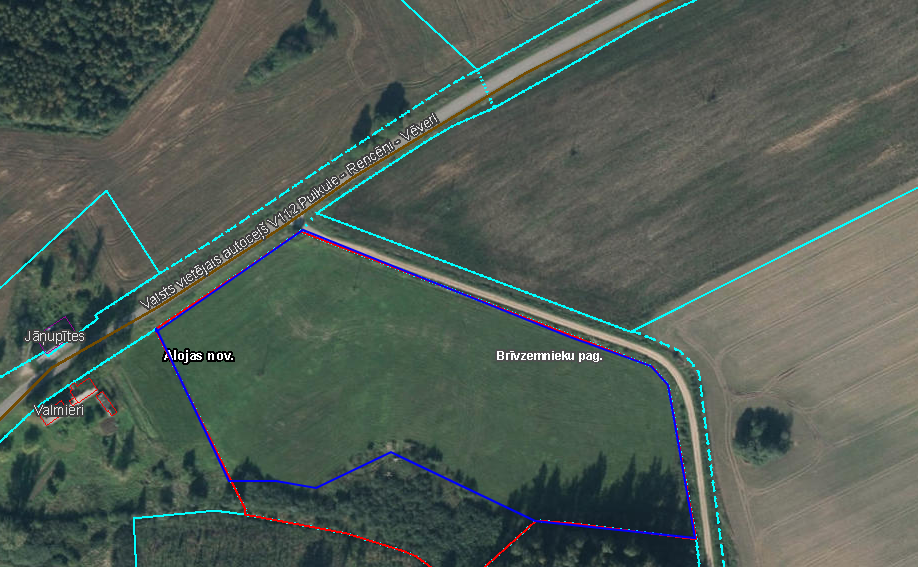 Valsts vietējais autoceļš V112 Puikule - Rencēni - Vēveri
Jāņupītes
Alojas nov.
Brīvzemnieku pag.
Valmieri